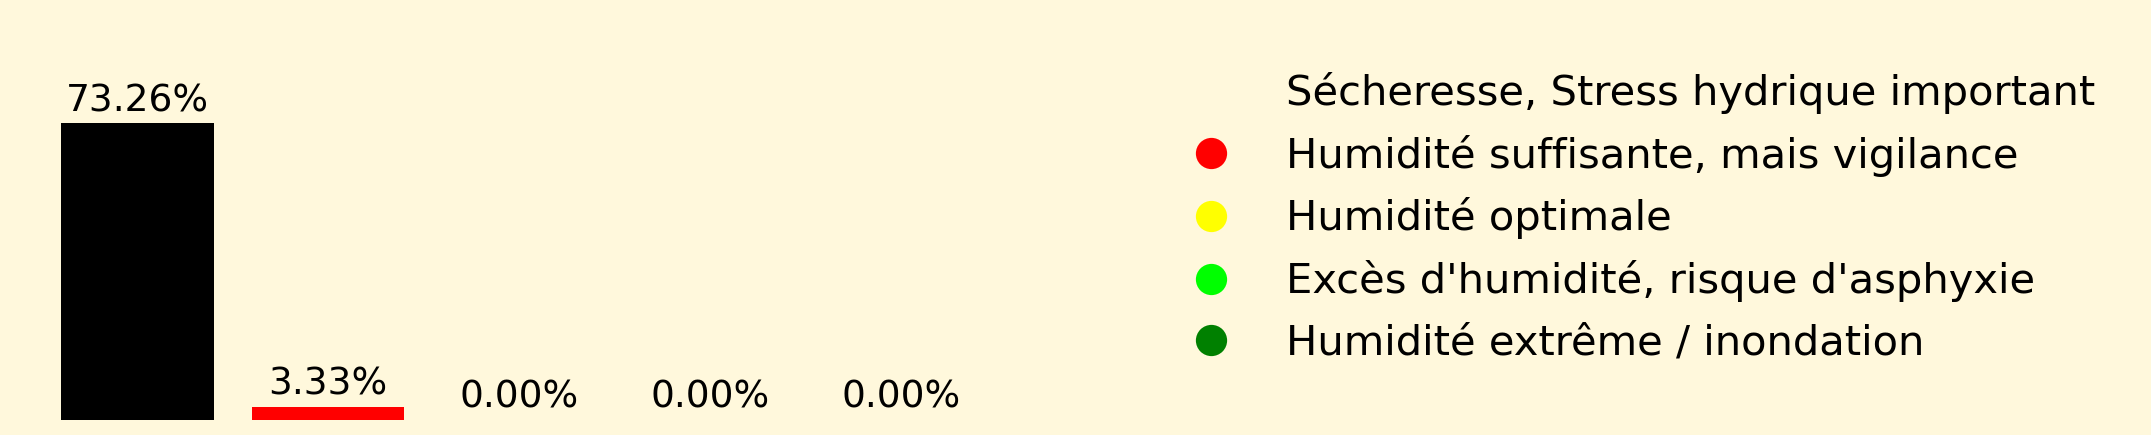 73.26%
3.33%
0.00%
0.00%
0.00%
Sécheresse, Stress hydrique important
Humidité suffisante, mais vigilance
Humidité optimale
Excès d'humidité, risque d'asphyxie
Humidité extrême / inondation